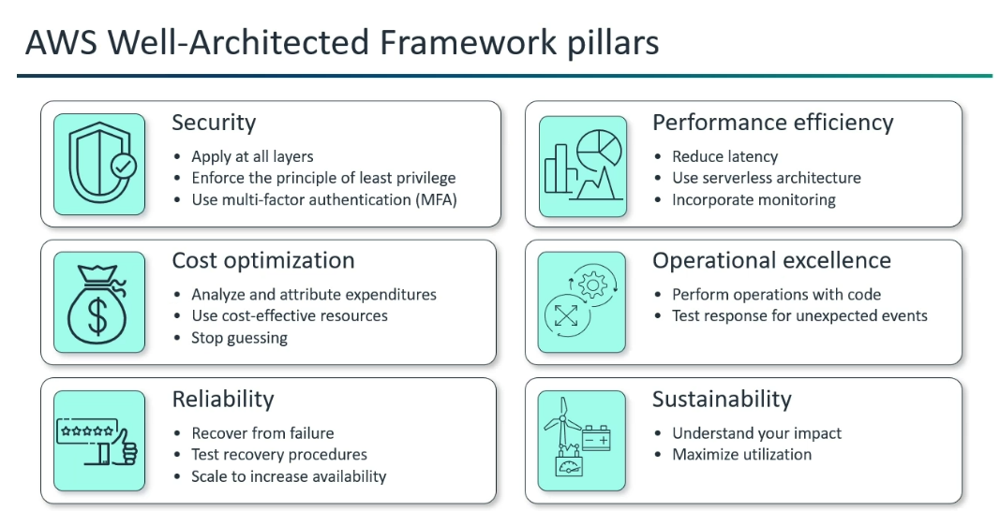 AWS Well-Architected Framework pillars
Security
• Apply at all layers
• Enforce the principle of least privilege
• Use multi-factor authentication (MFA)
Performance efficiency
• Reduce latency
• Use serverless architecture
• Incorporate monitoring
Cost optimization
• Analyze and attribute expenditures
• Use cost-effective resources
• Stop guessing
Operational excellence
• Perform operations with code
• Test response for unexpected events
Reliability
• Recover from failure
• Test recovery procedures
• Scale to increase availability
Sustainability
• Understand your impact
• Maximize utilization